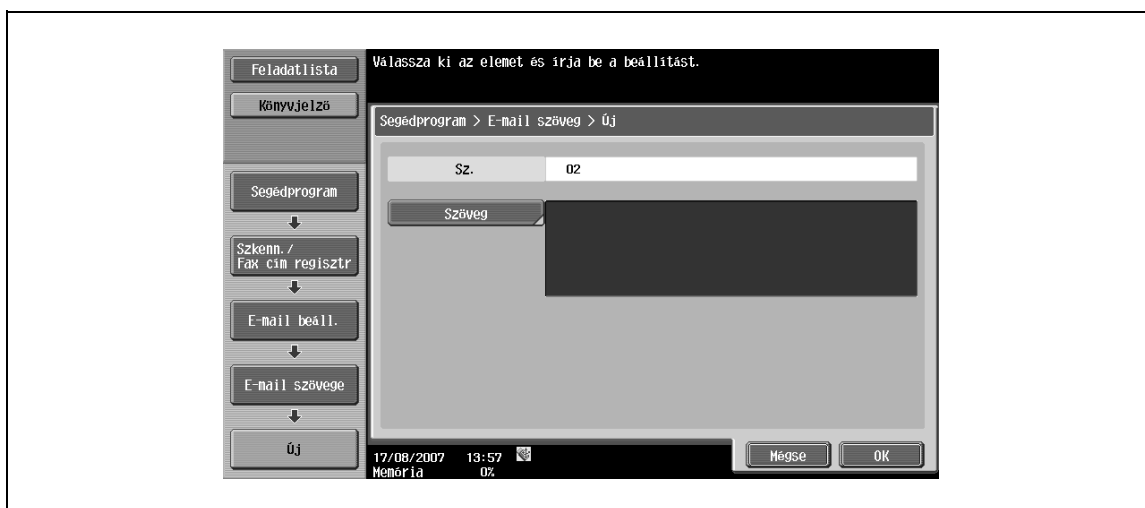 Feladatlista
Könyvjelző
Válassza ki az elemet és írja be a beállítást.
Segédprogram > E-mail szöveg > Új
Sz.
02
Szöveg
Segédprogram
Szkenn./
Fax cím regisztr
E-mail beáll.
E-mail szövege
Új
17/08/2007 13:57
Memória 0%
Mégse
OK